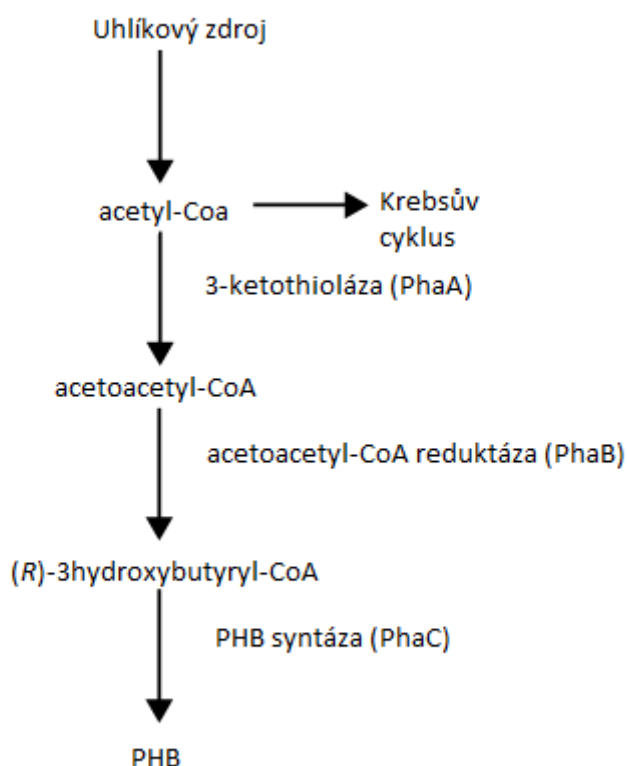 Uhlíkový zdroj
acetyl-Coa
Krebsův
cyklus
3-ketothioláza (PhaA)
acetoacetyl-CoA
acetoacetyl-CoA reduktáza (PhaB)
(R)-3hydroxybutyryl-CoA
PHB syntáza (PhaC)
PHB